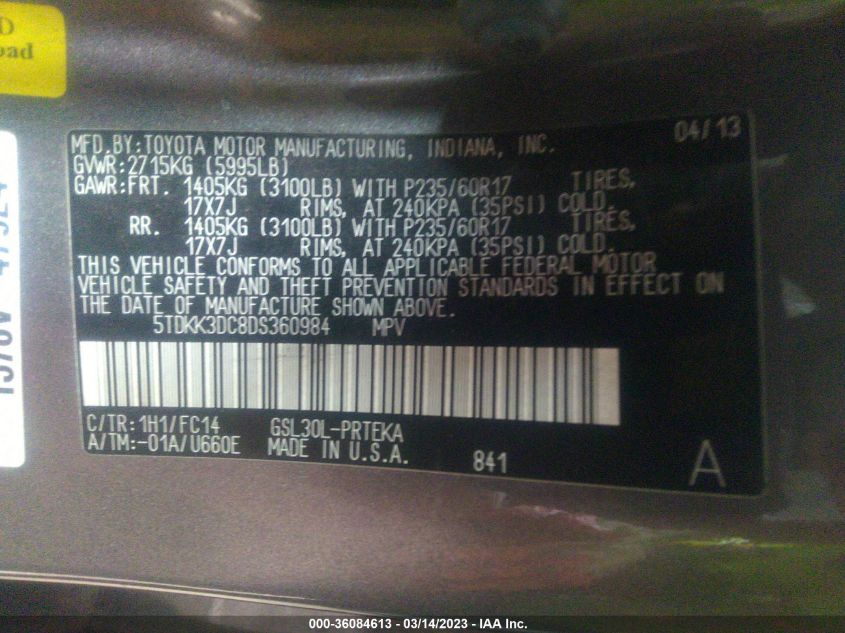 D
oad
04/13
MFD.BY:TOYOTA MOTOR MANUFACTURING, INDIANA, INC.
GVWR:2715KG (5995LB)
GAWR:FRT. 1405KG (3100LB) WITH P235/60R17 TIRES,
17X7J RIMS, AT 240KPA (35PSI) COLD.
RR. 1405KG (3100LB) WITH P235/60R17 TIRES,
17X7J RIMS, AT 240KPA (35PSI) COLD.
THIS VEHICLE CONFORMS TO ALL APPLICABLE FEDERAL MOTOR
VEHICLE SAFETY AND THEFT PREVENTION STANDARDS IN EFFECT ON
THE DATE OF MANUFACTURE SHOWN ABOVE.
5TDKK3DC8DS360984 MPV
C/TR:1H1/FC14 GSL30L-PRTEKA
A/TM:-01A/U660E MADE IN U.S.A.
841
A
000-36084613 - 03/14/2023 - IAA Inc.